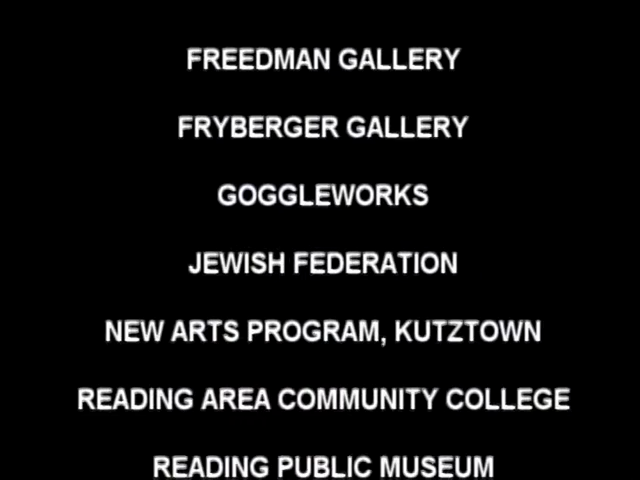 FREEDMAN GALLERY
FRYBERGER GALLERY
GOGGLEWORKS
JEWISH FEDERATION
NEW ARTS PROGRAM, KUTZTOWN
READING AREA COMMUNITY COLLEGE
READING PUBLIC MUSEUM